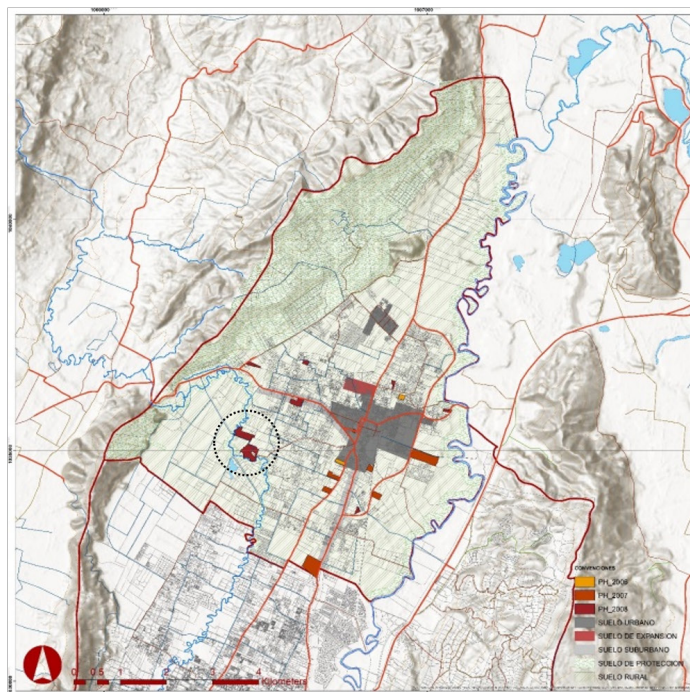 CONVENCIONES
PH_2006
PH_2007
PH_2008
SUELO URBANO
SUELO DE EXPANSION
SUELO SUBURBANO
SUELO DE PROTECCION
SUELO RURAL
0 0.5 1 2 3 4
Kilometers